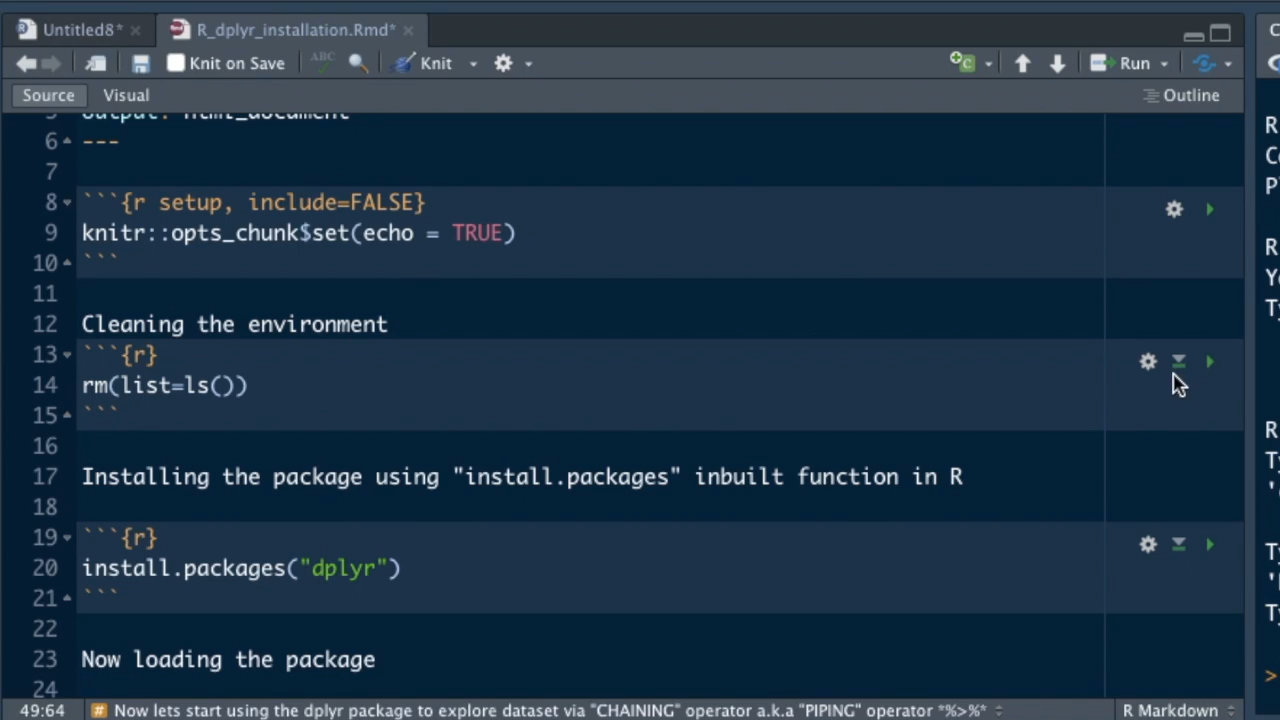 Untitled8*
R_dplyr_installation.Rmd*
Knit on Save
ABC
Knit
Run
Source
Visual
Outline
6 ---
7
8 ```{r setup, include=FALSE}
9 knitr::opts_chunk$set(echo = TRUE)
10 ```
11
12 Cleaning the environment
13 ```{r}
14 rm(list=ls())
15 ```
16
17 Installing the package using "install.packages" inbuilt function in R
18
19 ```{r}
20 install.packages("dplyr")
21 ```
22
23 Now loading the package
24
49:64
# Now lets start using the dplyr package to explore dataset via "CHAINING" operator a.k.a "PIPING" operator *%>%*
R Markdown